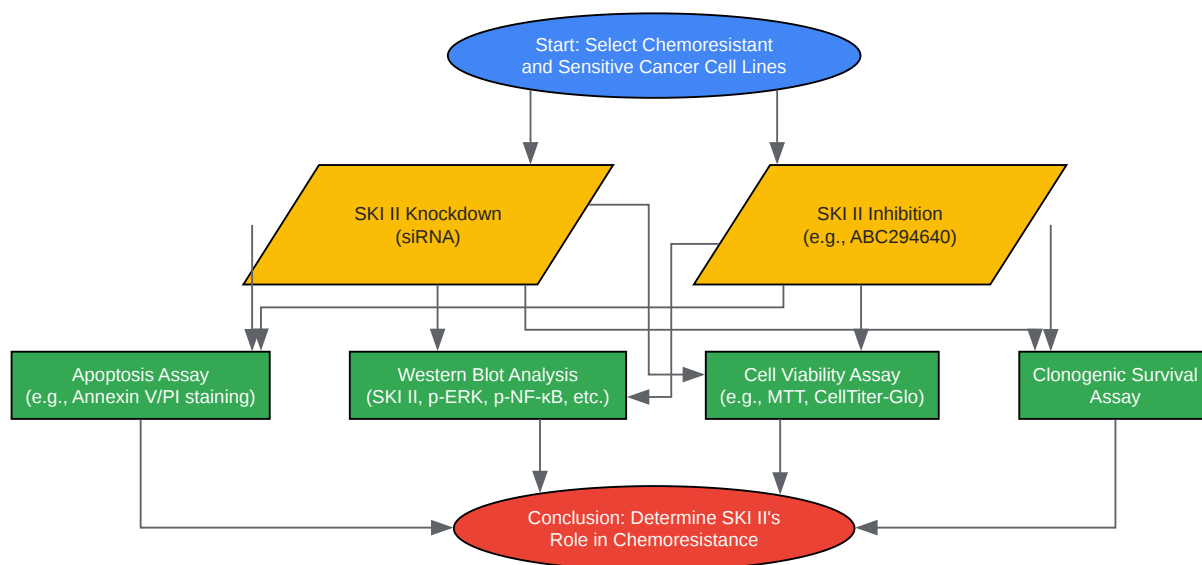 Start: Select Chemoresistant
and Sensitive Cancer Cell Lines
SKI II Knockdown
(siRNA)
SKI II Inhibition
(e.g., ABC294640)
Apoptosis Assay
(e.g., Annexin V/PI staining)
Western Blot Analysis
(SKI II, p-ERK, p-NF-κB, etc.)
Cell Viability Assay
(e.g., MTT, CellTiter-Glo)
Clonogenic Survival
Assay
Conclusion: Determine SKI II's
Role in Chemoresistance